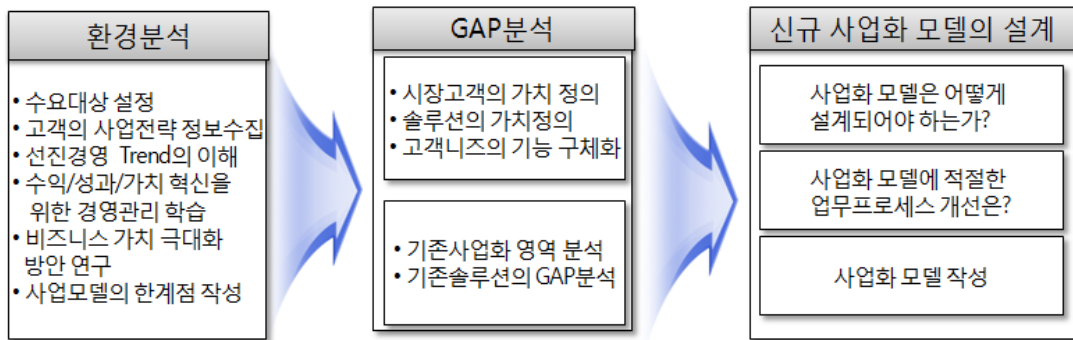 환경분석
• 수요대상 설정
• 고객의 사업전략 정보수집
• 선진경영 Trend의 이해
• 수익/성과/가치 혁신을
위한 경영관리 학습
• 비즈니스 가치 극대화
방안 연구
• 사업모델의 한계점 작성
GAP분석
• 시장고객의 가치 정의
• 솔루션의 가치정의
• 고객니즈의 기능 구체화
• 기존사업화 영역 분석
• 기존솔루션의 GAP분석
신규 사업화 모델의 설계
사업화 모델은 어떻게
설계되어야 하는가?
사업화 모델에 적절한
업무프로세스 개선은?
사업화 모델 작성